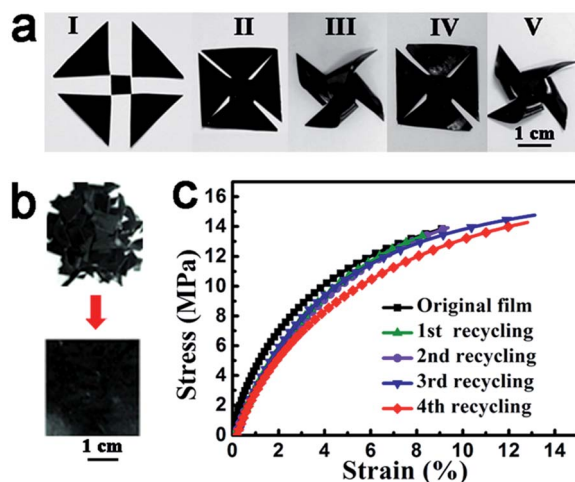 a I II III IV V
1 cm
b
1 cm
c
16
14
12
10
8
6
4
2
0
Stress (MPa)
Original film
1st recycling
2nd recycling
3rd recycling
4th recycling
0 2 4 6 8 10 12 14
Strain (%)